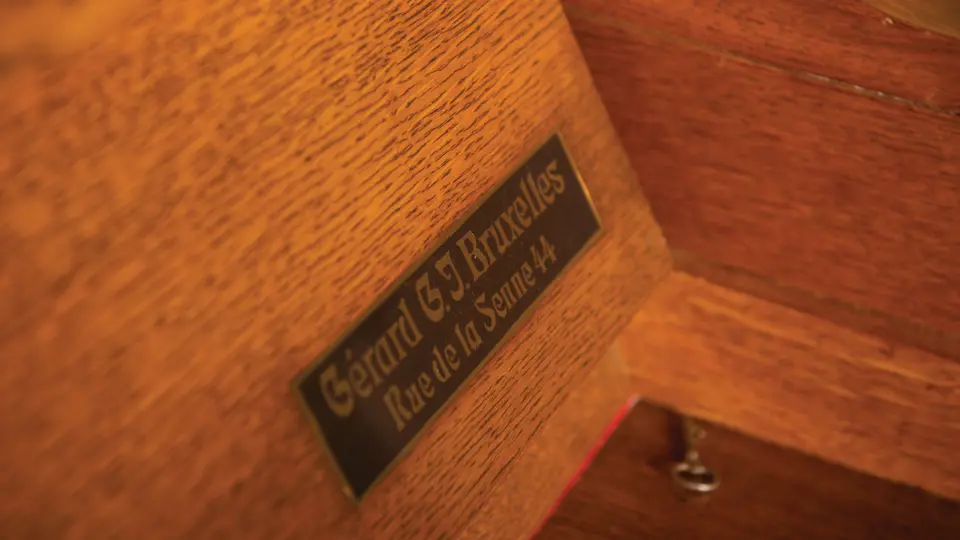 Gérard G.J. Bruxelles
Rue de la Senne 44